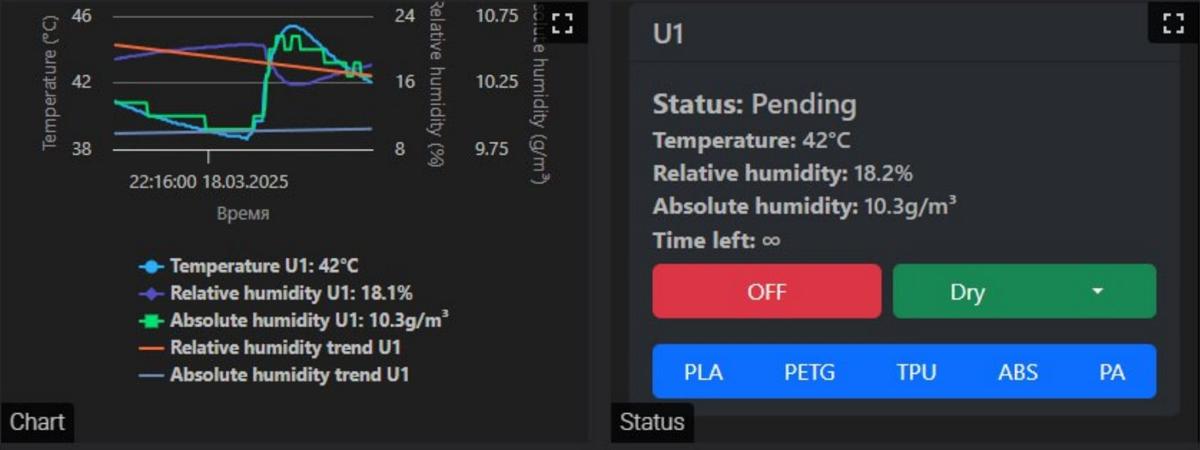 46
42
38
Temperature (°C)
24
16
8
Relative humidity (%)
10.75
10.25
9.75
humidity (g/m³)
22:16:00 18.03.2025
Время
Temperature U1: 42°C
Relative humidity U1: 18.1%
Absolute humidity U1: 10.3g/m³
Relative humidity trend U1
Absolute humidity trend U1
Chart
U1
Status: Pending
Temperature: 42°C
Relative humidity: 18.2%
Absolute humidity: 10.3g/m³
Time left: ∞
OFF
Dry
PLA PETG TPU ABS PA
Status